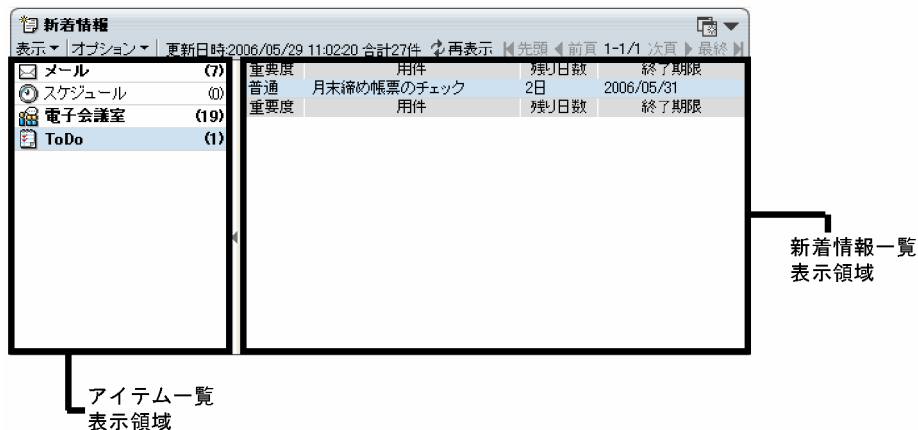 新着情報
表示 オプション 更新日時:2006/05/29 11:02:20 合計27件 再表示 先頭 前頁 1-1/1 次頁 最終
メール (7)
スケジュール (0)
電子会議室 (19)
ToDo (1)
重要度 用件 残り日数 終了期限
普通 月末締め帳票のチェック 2日 2006/05/31
重要度 用件 残り日数 終了期限
新着情報一覧
表示領域
アイテム一覧
表示領域